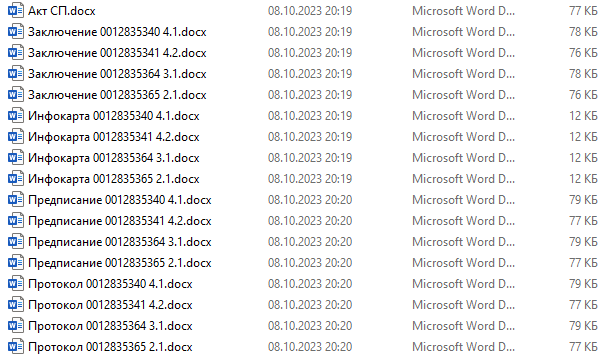 Акт СП.docx 08.10.2023 20:19 Microsoft Word D... 77 КБ
Заключение 0012835340 4.1.docx 08.10.2023 20:19 Microsoft Word D... 78 КБ
Заключение 0012835341 4.2.docx 08.10.2023 20:19 Microsoft Word D... 76 КБ
Заключение 0012835364 3.1.docx 08.10.2023 20:19 Microsoft Word D... 78 КБ
Заключение 0012835365 2.1.docx 08.10.2023 20:19 Microsoft Word D... 76 КБ
Инфокарта 0012835340 4.1.docx 08.10.2023 20:19 Microsoft Word D... 12 КБ
Инфокарта 0012835341 4.2.docx 08.10.2023 20:19 Microsoft Word D... 12 КБ
Инфокарта 0012835364 3.1.docx 08.10.2023 20:19 Microsoft Word D... 12 КБ
Инфокарта 0012835365 2.1.docx 08.10.2023 20:19 Microsoft Word D... 12 КБ
Предписание 0012835340 4.1.docx 08.10.2023 20:20 Microsoft Word D... 79 КБ
Предписание 0012835341 4.2.docx 08.10.2023 20:20 Microsoft Word D... 77 КБ
Предписание 0012835364 3.1.docx 08.10.2023 20:20 Microsoft Word D... 79 КБ
Предписание 0012835365 2.1.docx 08.10.2023 20:20 Microsoft Word D... 77 КБ
Протокол 0012835340 4.1.docx 08.10.2023 20:20 Microsoft Word D... 79 КБ
Протокол 0012835341 4.2.docx 08.10.2023 20:20 Microsoft Word D... 77 КБ
Протокол 0012835364 3.1.docx 08.10.2023 20:20 Microsoft Word D... 79 КБ
Протокол 0012835365 2.1.docx 08.10.2023 20:20 Microsoft Word D... 77 КБ